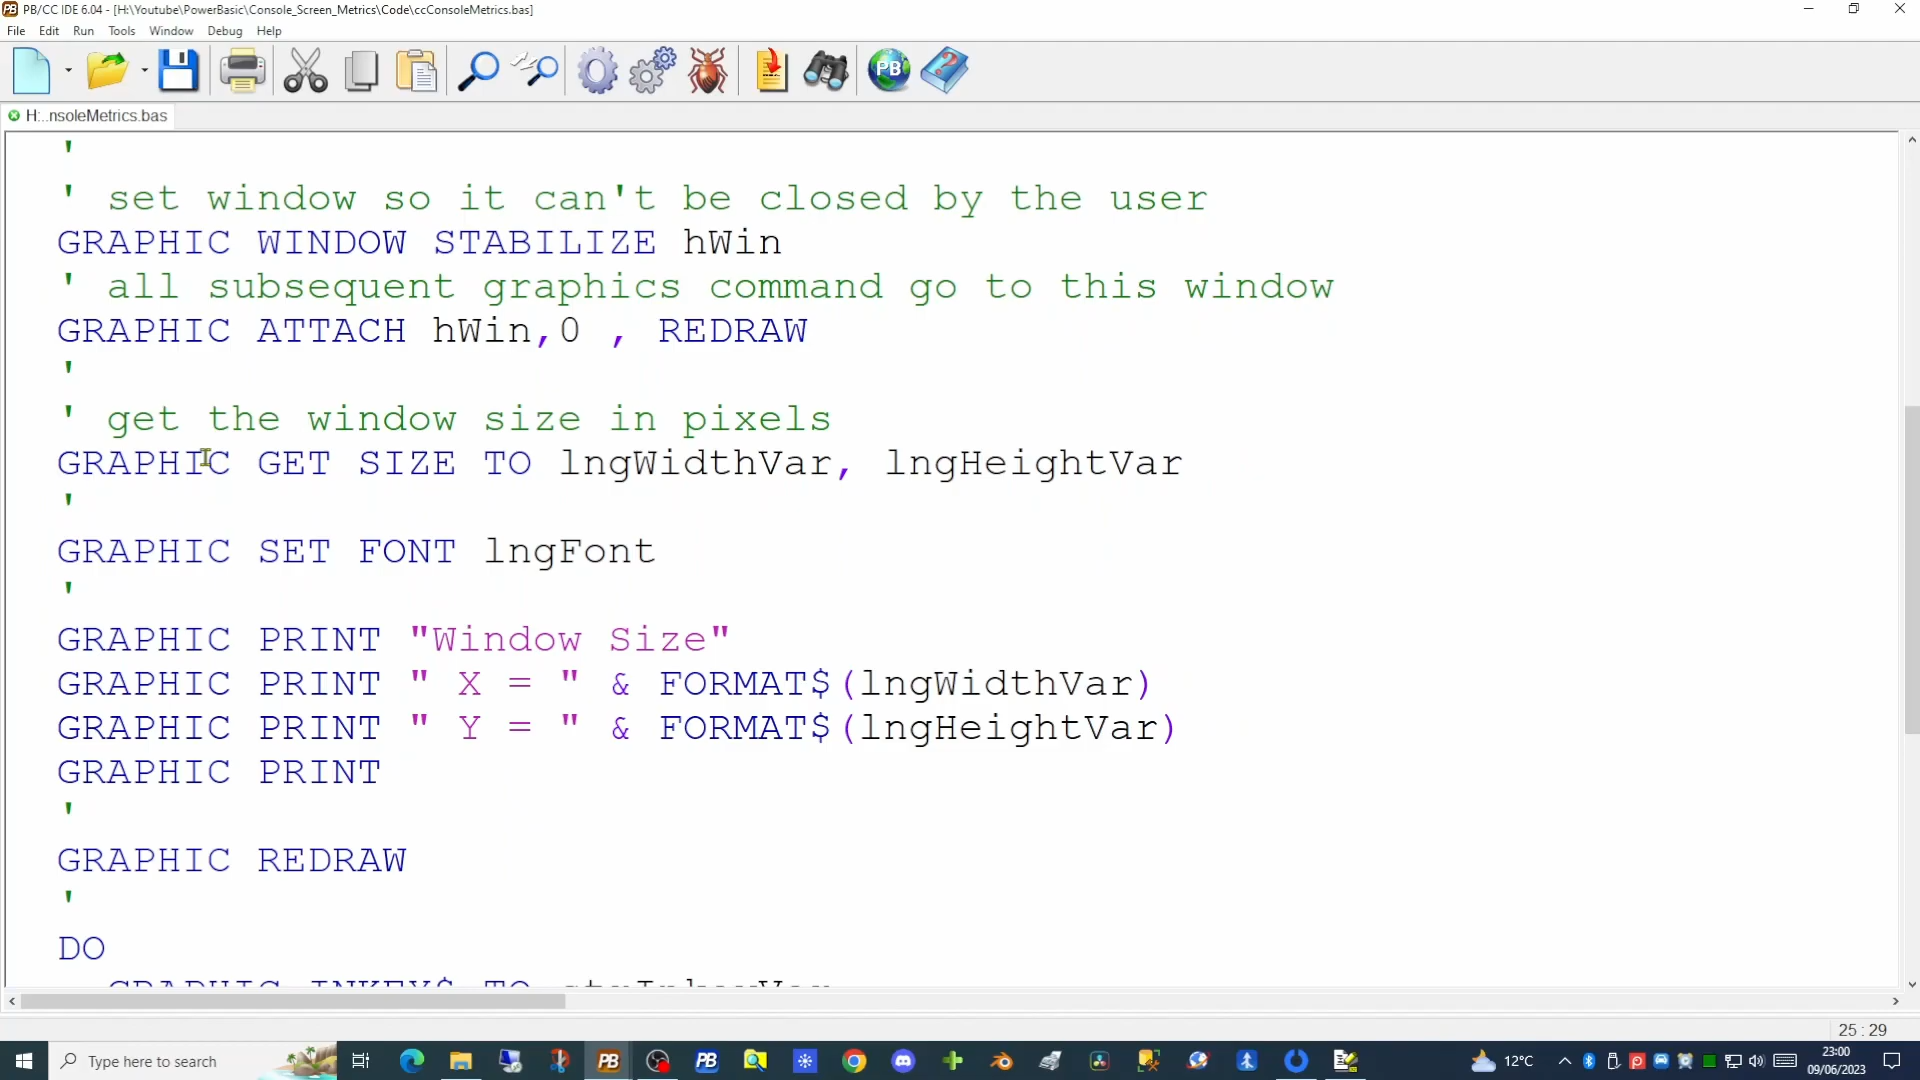 PB/CC IDE 6.04 - [H:\Youtube\PowerBasic\Console_Screen_Metrics\Code\ccConsoleMetrics.bas]
File Edit Run Tools Window Debug Help
H:..nsoleMetrics.bas
'
' set window so it can't be closed by the user
GRAPHIC WINDOW STABILIZE hWin
' all subsequent graphics command go to this window
GRAPHIC ATTACH hWin,0 , REDRAW
'
' get the window size in pixels
GRAPHIC GET SIZE TO lngWidthVar, lngHeightVar
'
GRAPHIC SET FONT lngFont
'
GRAPHIC PRINT "Window Size"
GRAPHIC PRINT " X = " & FORMAT$(lngWidthVar)
GRAPHIC PRINT " Y = " & FORMAT$(lngHeightVar)
GRAPHIC PRINT
'
GRAPHIC REDRAW
'
DO
GRAPHIC INKEY$ TO strInkeyVar
25 : 29
Type here to search
12°C
23:00
09/06/2023